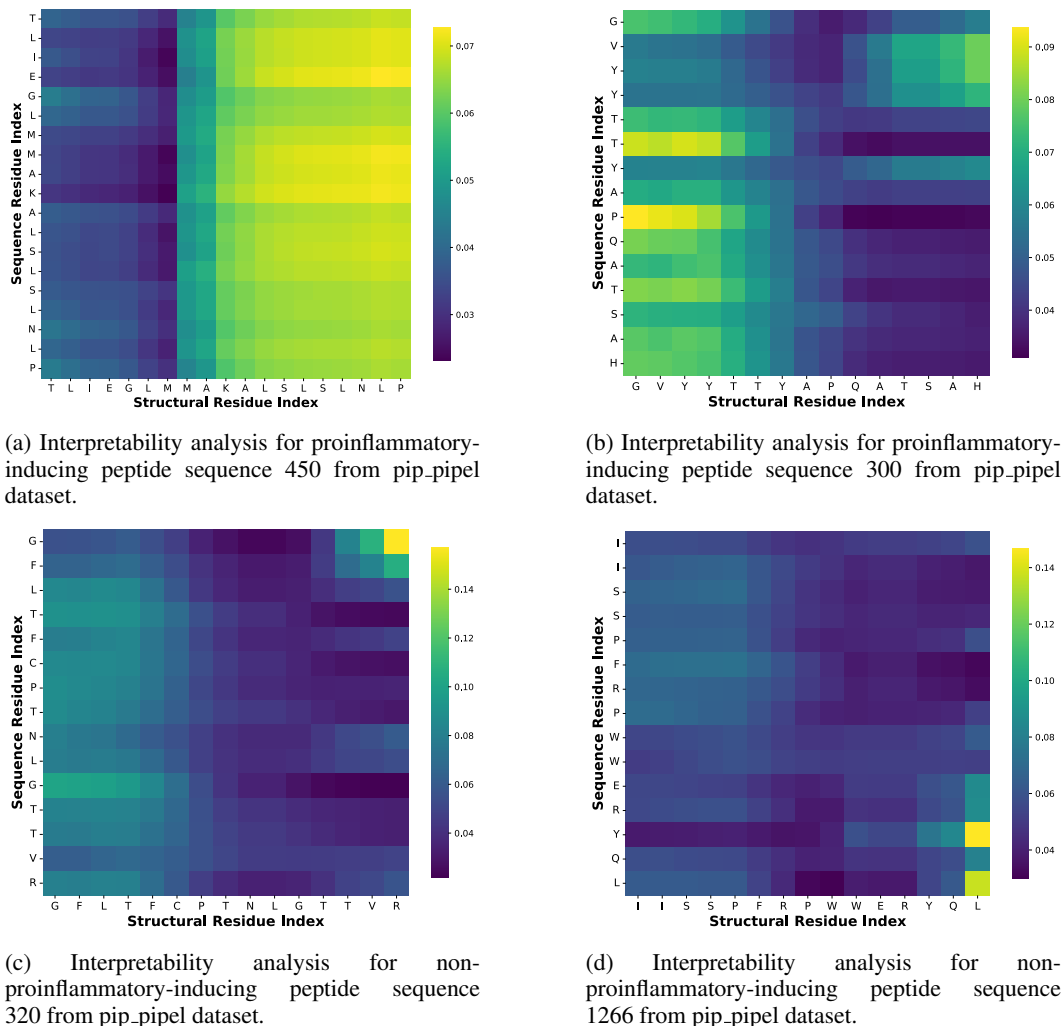 T
L
I
E
G
L
M
M
A
K
A
L
S
L
S
L
N
L
P
Sequence Residue Index
T L I E G L M M A K A L S L S L N L P
Structural Residue Index
0.07
0.06
0.05
0.04
0.03
(a) Interpretability analysis for proinflammatory-
inducing peptide sequence 450 from pip_pipel
dataset.
G
V
Y
Y
T
T
Y
A
P
Q
A
T
S
A
H
Sequence Residue Index
G V Y Y T T Y A P Q A T S A H
Structural Residue Index
0.09
0.08
0.07
0.06
0.05
0.04
(b) Interpretability analysis for proinflammatory-
inducing peptide sequence 300 from pip_pipel
dataset.
G
F
L
T
F
C
P
T
N
L
G
T
T
V
R
Sequence Residue Index
G F L T F C P T N L G T T V R
Structural Residue Index
0.14
0.12
0.10
0.08
0.06
0.04
(c) Interpretability analysis for non-
proinflammatory-inducing peptide sequence
320 from pip_pipel dataset.
I
I
S
S
P
F
R
P
W
W
E
R
Y
Q
L
Sequence Residue Index
I I S S P F R P W W E R Y Q L
Structural Residue Index
0.14
0.12
0.10
0.08
0.06
0.04
(d) Interpretability analysis for non-
proinflammatory-inducing peptide sequence
1266 from pip_pipel dataset.